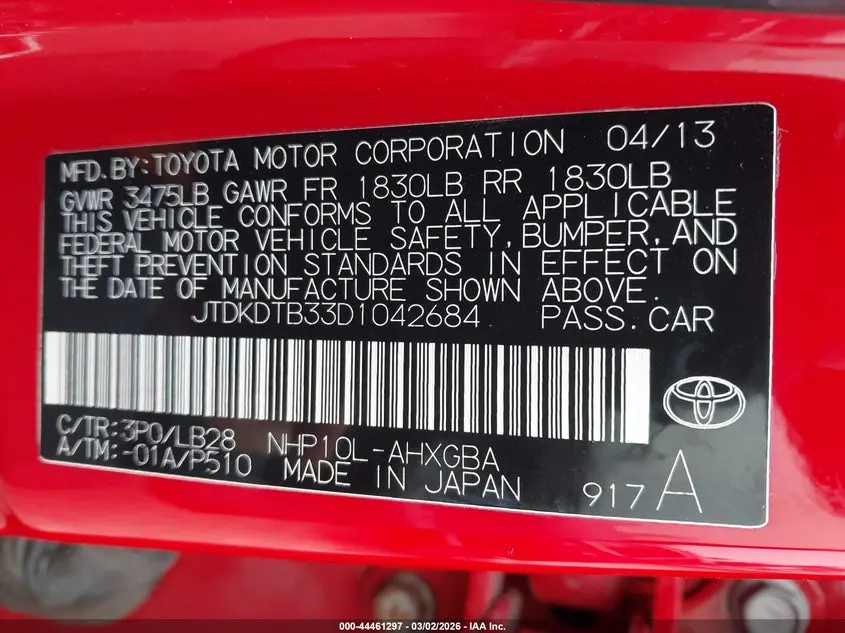 MFD.BY:TOYOTA MOTOR CORPORATION 04/13
GVWR 3475LB GAWR FR 1830LB RR 1830LB
THIS VEHICLE CONFORMS TO ALL APPLICABLE
FEDERAL MOTOR VEHICLE SAFETY,BUMPER,AND
THEFT PREVENTION STANDARDS IN EFFECT ON
THE DATE OF MANUFACTURE SHOWN ABOVE.
JTDKDTB33D1042684 PASS.CAR
C/TR:3P0/LB28 NHP10L-AHXGBA
A/TM:-01A/P510 MADE IN JAPAN
917A
000-44461297 - 03/02/2026 - IAA Inc.